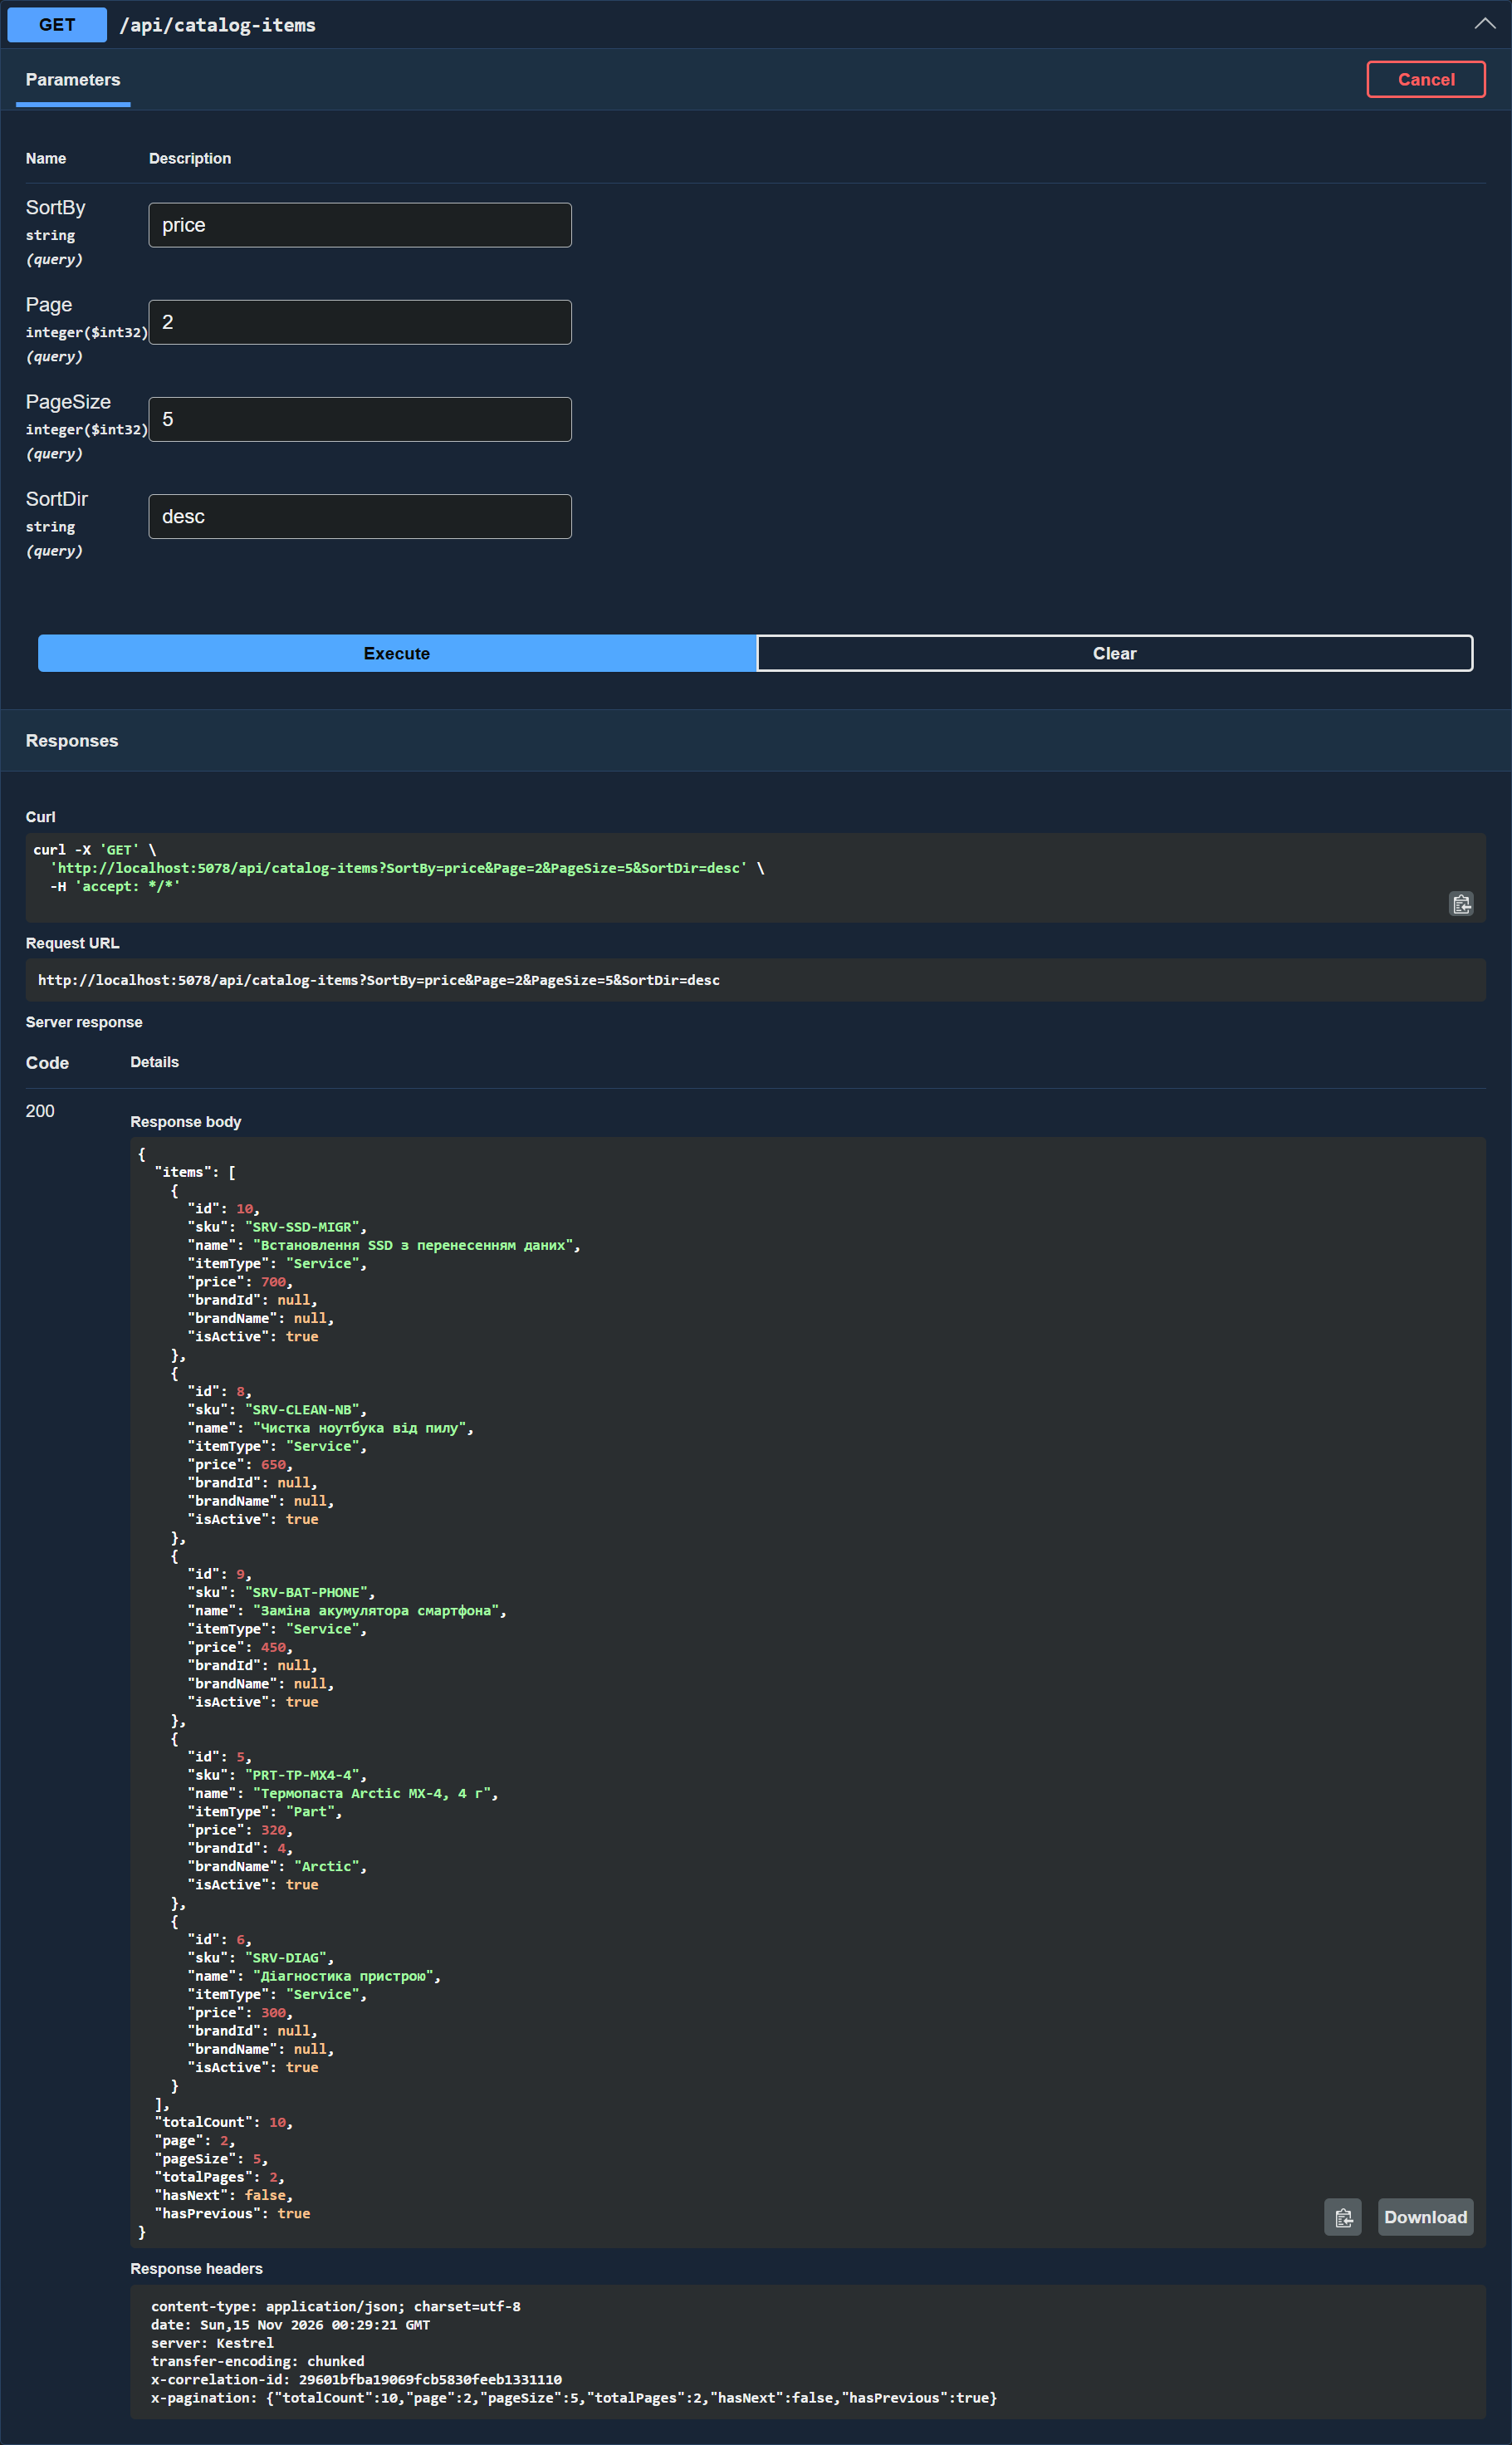 GET /api/catalog-items
Parameters
Cancel
Name Description
SortBy
string
(query)
price
Page
integer($int32)
(query)
2
PageSize
integer($int32)
(query)
5
SortDir
string
(query)
desc
Execute
Clear
Responses
Curl
curl -X 'GET' \
  'http://localhost:5078/api/catalog-items?SortBy=price&Page=2&PageSize=5&SortDir=desc' \
  -H 'accept: */*'
Request URL
http://localhost:5078/api/catalog-items?SortBy=price&Page=2&PageSize=5&SortDir=desc
Server response
Code Details
200
Response body
{
  "items": [
    {
      "id": 10,
      "sku": "SRV-SSD-MIGR",
      "name": "Встановлення SSD з перенесенням даних",
      "itemType": "Service",
      "price": 700,
      "brandId": null,
      "brandName": null,
      "isActive": true
    },
    {
      "id": 8,
      "sku": "SRV-CLEAN-NB",
      "name": "Чистка ноутбука від пилу",
      "itemType": "Service",
      "price": 650,
      "brandId": null,
      "brandName": null,
      "isActive": true
    },
    {
      "id": 9,
      "sku": "SRV-BAT-PHONE",
      "name": "Заміна акумулятора смартфона",
      "itemType": "Service",
      "price": 450,
      "brandId": null,
      "brandName": null,
      "isActive": true
    },
    {
      "id": 5,
      "sku": "PRT-TP-MX4-4",
      "name": "Термопаста Arctic MX-4, 4 г",
      "itemType": "Part",
      "price": 320,
      "brandId": 4,
      "brandName": "Arctic",
      "isActive": true
    },
    {
      "id": 6,
      "sku": "SRV-DIAG",
      "name": "Діагностика пристрою",
      "itemType": "Service",
      "price": 300,
      "brandId": null,
      "brandName": null,
      "isActive": true
    }
  ],
  "totalCount": 10,
  "page": 2,
  "pageSize": 5,
  "totalPages": 2,
  "hasNext": false,
  "hasPrevious": true
}
Download
Response headers
content-type: application/json; charset=utf-8
date: Sun,15 Nov 2026 00:29:21 GMT
server: Kestrel
transfer-encoding: chunked
x-correlation-id: 29601bfba19069fcb5830feeb1331110
x-pagination: {"totalCount":10,"page":2,"pageSize":5,"totalPages":2,"hasNext":false,"hasPrevious":true}